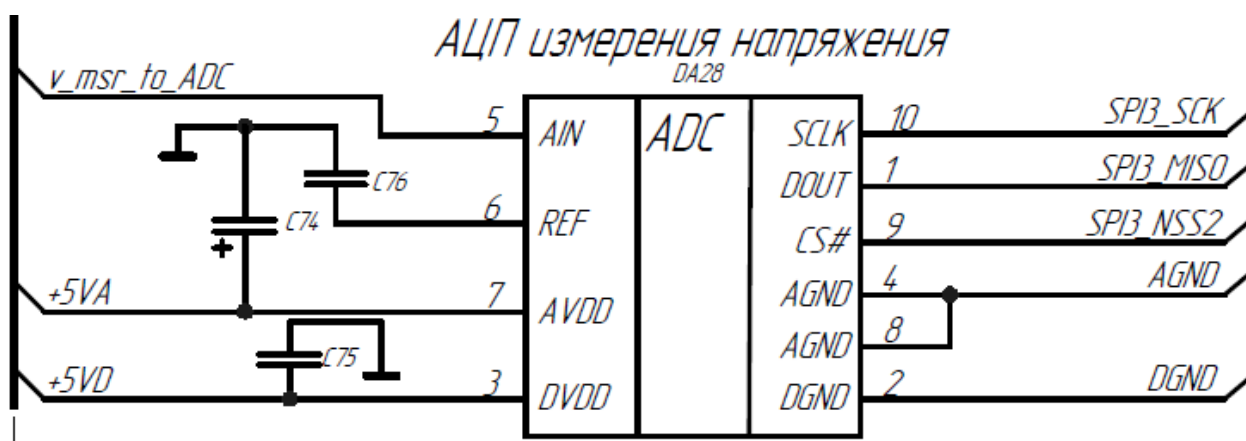 АЦП измерения напряжения
DA28
v_msr_to_ADC
5
AIN
ADC
SCLK
10
SPI3_SCK
C76
DOUT
1
SPI3_MISO
C74
6
REF
CS#
9
SPI3_NSS2
+
+5VA
7
AVDD
AGND
4
AGND
C75
AGND
8
+5VD
3
DVDD
DGND
2
DGND